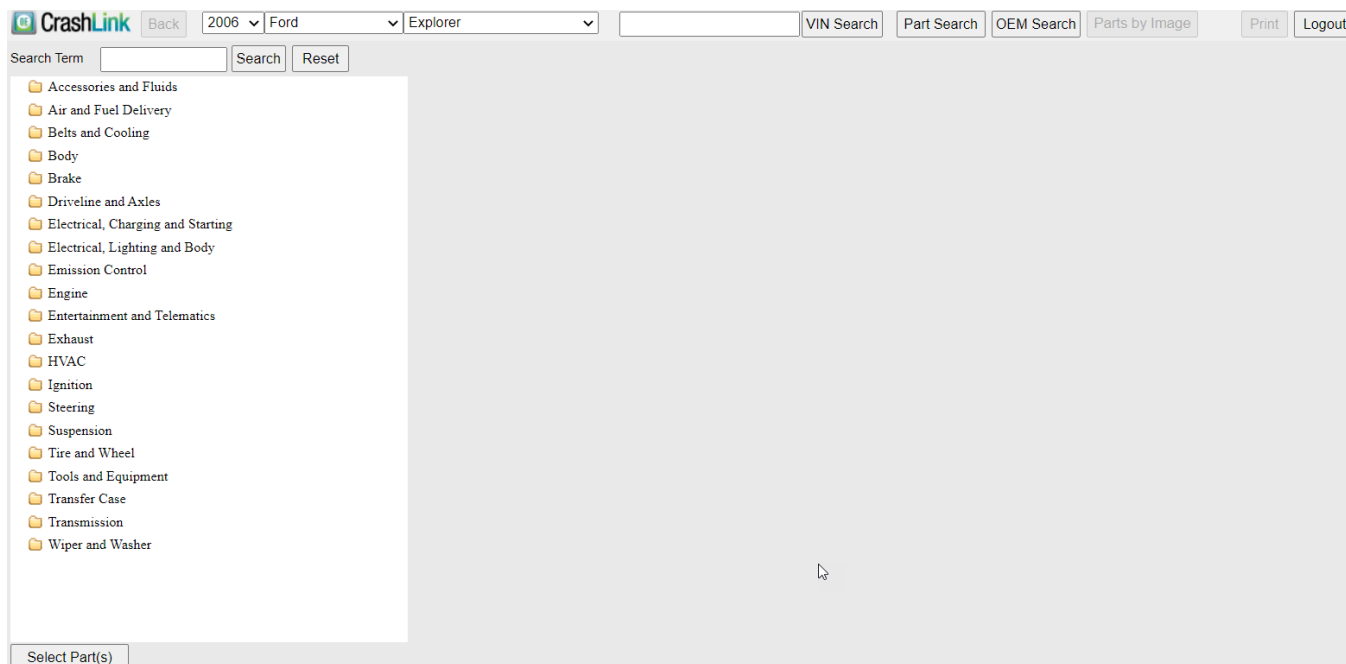 CrashLink Back 2006 Ford Explorer VIN Search Part Search OEM Search Parts by Image Print Logout
Search Term Search Reset
Accessories and Fluids
Air and Fuel Delivery
Belts and Cooling
Body
Brake
Driveline and Axles
Electrical, Charging and Starting
Electrical, Lighting and Body
Emission Control
Engine
Entertainment and Telematics
Exhaust
HVAC
Ignition
Steering
Suspension
Tire and Wheel
Tools and Equipment
Transfer Case
Transmission
Wiper and Washer
Select Part(s)